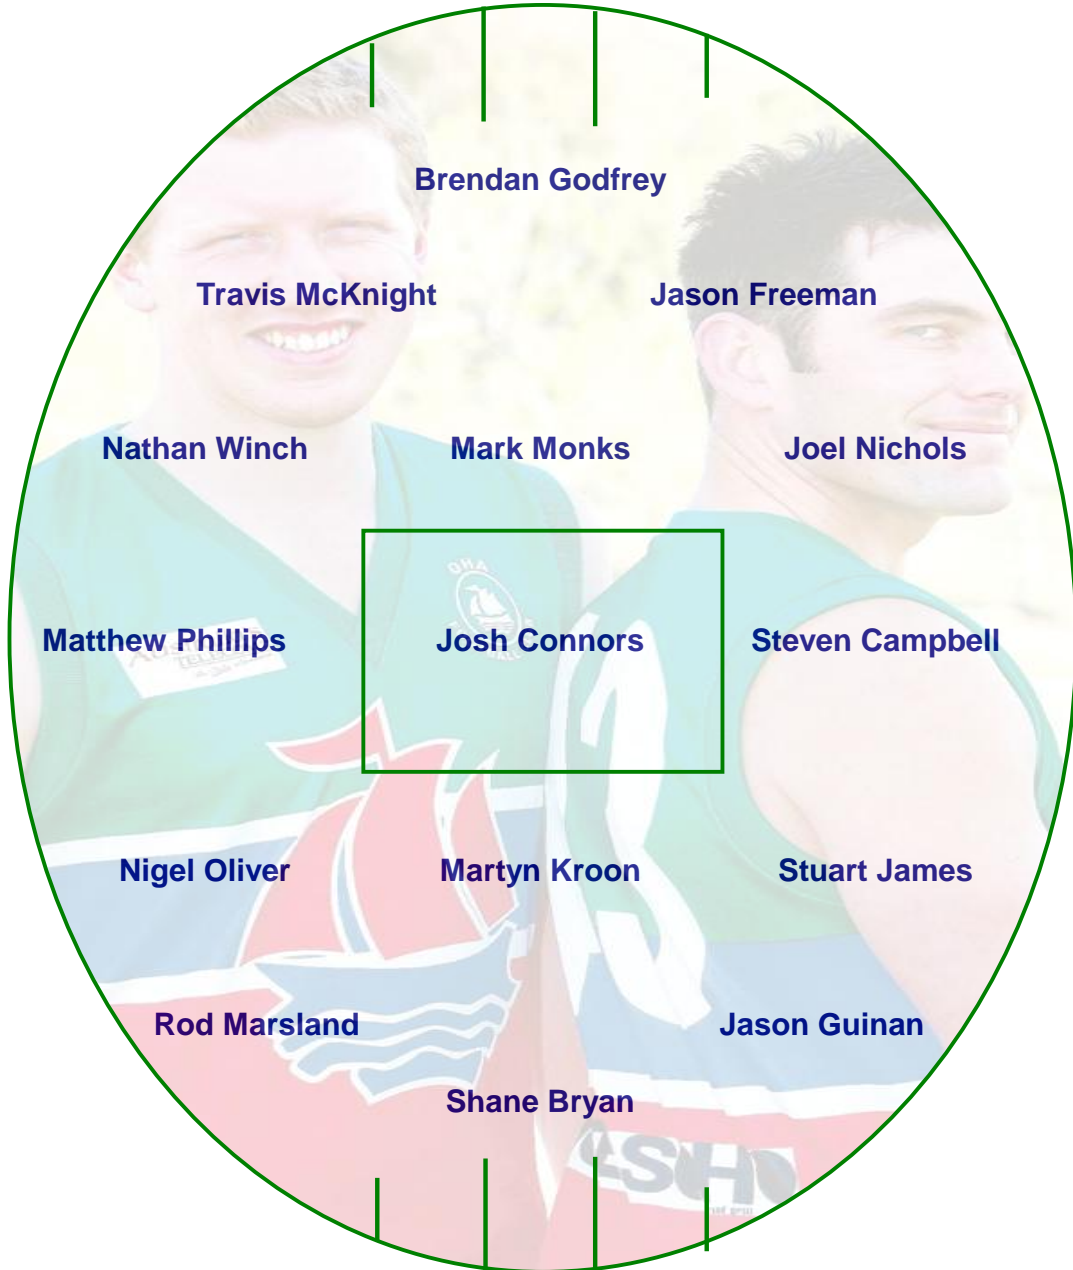 Brendan Godfrey
Travis McKnight Jason Freeman
Nathan Winch Mark Monks Joel Nichols
QHA
Matthew Phillips Josh Connors Steven Campbell
Nigel Oliver Martyn Kroon Stuart James
Rod Marsland Jason Guinan
Shane Bryan